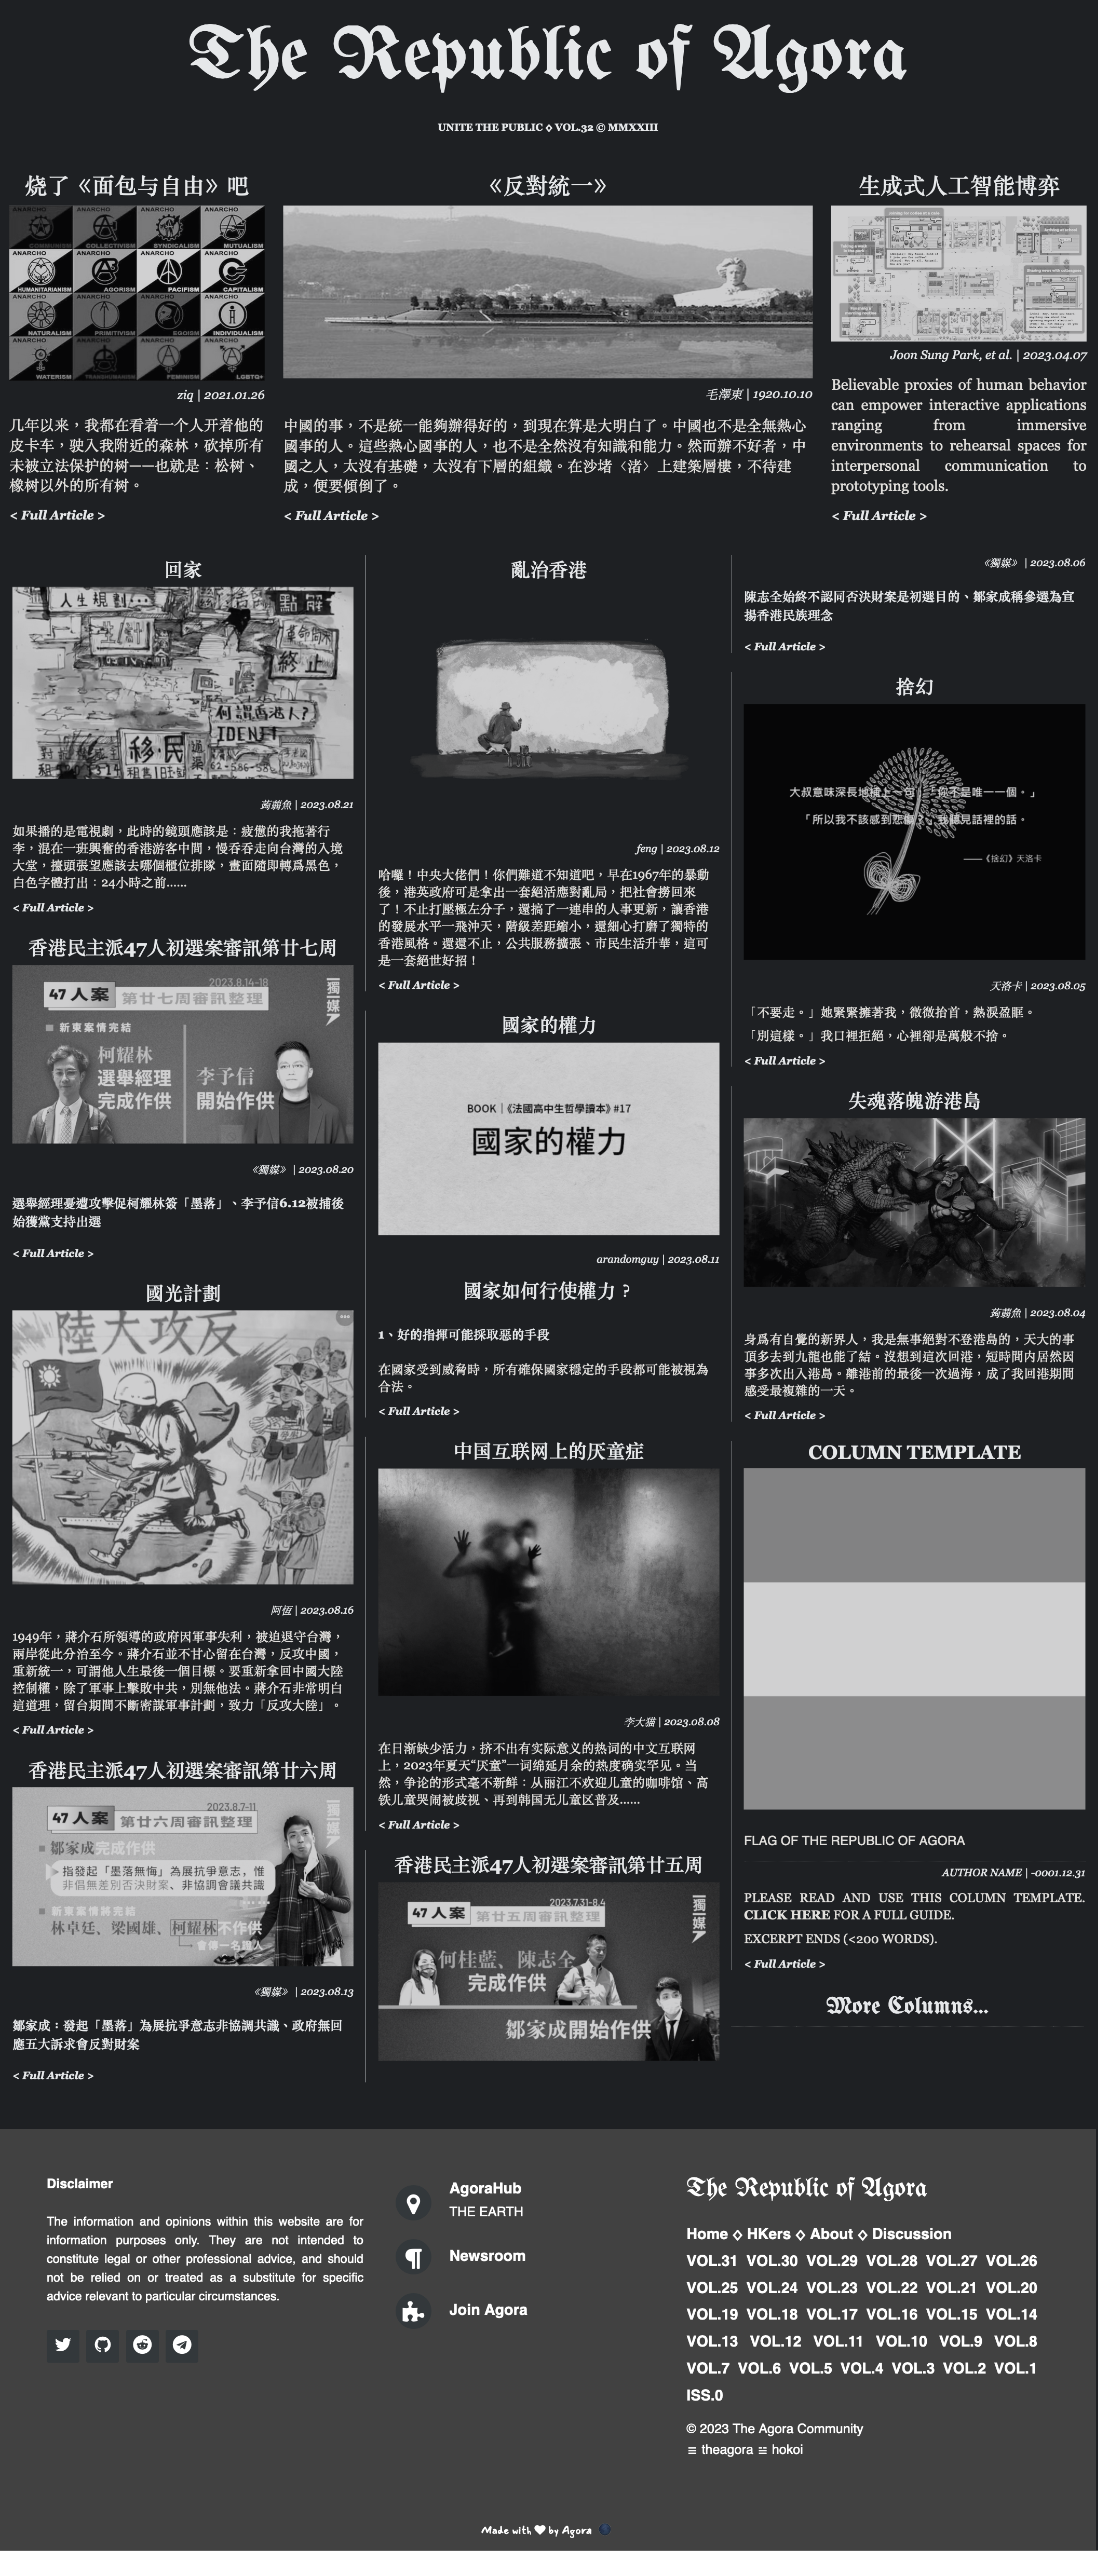 The Republic of Agora
UNITE THE PUBLIC ◊ VOL.32 © MMXXIII
烧了《面包与自由》吧
ANARCHO ANARCHO ANARCHO ANARCHO
COMMUNISM COLLECTIVISM SYNDICALISM MUTUALISM
ANARCHO ANARCHO ANARCHO ANARCHO
HUMANITARIANISM AGORISM PACIFISM CAPITALISM
ANARCHO ANARCHO ANARCHO ANARCHO
NATURALISM PRIMITIVISM EGOISM INDIVIDUALISM
ANARCHO ANARCHO ANARCHO ANARCHO
WATERISM TRANSHUMANISM FEMINISM LGBTQ+
ziq | 2021.01.26
几年以来，我都在看着一个人开着他的
皮卡车，驶入我附近的森林，砍掉所有
未被立法保护的树——也就是：松树、
橡树以外的所有树。
< Full Article >
《反對統一》
毛澤東 | 1920.10.10
中國的事，不是統一能夠辦得好的，到現在算是大明白了。中國也不是全無熱心
國事的人。這些熱心國事的人，也不是全然沒有知識和能力。然而辦不好者，中
國之人，太沒有基礎，太沒有下層的組織。在沙堵〈渚〉上建築層樓，不待建
成，便要傾倒了。
< Full Article >
生成式人工智能博弈
Joon Sung Park, et al. | 2023.04.07
Believable proxies of human behavior
can empower interactive applications
ranging from immersive
environments to rehearsal spaces for
interpersonal communication to
prototyping tools.
< Full Article >
回家
人生規劃...
點解
終止
何謂香港人?
IDENTI
移·民
蒟蒻魚 | 2023.08.21
如果播的是電視劇，此時的鏡頭應該是：疲憊的我拖著行
李，混在一班興奮的香港游客中間，慢吞吞走向台灣的入境
大堂，擡頭張望應該去哪個櫃位排隊，畫面隨即轉爲黑色，
白色字體打出：24小時之前……
< Full Article >
香港民主派47人初選案審訊第廿七周
2023.8.14-18
47人案 第廿七周審訊整理
獨媒
新東案情完結
柯耀林
選舉經理
完成作供
李予信
開始作供
《獨媒》 | 2023.08.20
選舉經理憂遭攻擊促柯耀林簽「墨落」、李予信6.12被捕後
始獲黨支持出選
< Full Article >
國光計劃
陸大攻反
阿恆 | 2023.08.16
1949年，蔣介石所領導的政府因軍事失利，被迫退守台灣，
兩岸從此分治至今。蔣介石並不甘心留在台灣，反攻中國，
重新統一，可謂他人生最後一個目標。要重新拿回中國大陸
控制權，除了軍事上擊敗中共，別無他法。蔣介石非常明白
這道理，留台期間不斷密謀軍事計劃，致力「反攻大陸」。
< Full Article >
香港民主派47人初選案審訊第廿六周
2023.8.7-11
47人案 第廿六周審訊整理
獨媒
鄒家成完成作供
指發起「墨落無悔」為展抗爭意志，惟
非倡無差別否決財案、非協調會議共識
新東案情將完結
林卓廷、梁國雄、柯耀林不作供
會傳一名證人
《獨媒》 | 2023.08.13
鄒家成：發起「墨落」為展抗爭意志非協調共識、政府無回
應五大訴求會反對財案
< Full Article >
亂治香港
feng | 2023.08.12
哈囉！中央大佬們！你們難道不知道吧，早在1967年的暴動
後，港英政府可是拿出一套絕活應對亂局，把社會撈回來
了！不止打壓極左分子，還搞了一連串的人事更新，讓香港
的發展水平一飛沖天，階級差距縮小，還細心打磨了獨特的
香港風格。還還不止，公共服務擴張、市民生活升華，這可
是一套絕世好招！
< Full Article >
國家的權力
BOOK｜《法國高中生哲學讀本》#17
國家的權力
arandomguy | 2023.08.11
國家如何行使權力？
1、好的指揮可能採取惡的手段
在國家受到威脅時，所有確保國家穩定的手段都可能被視為
合法。
< Full Article >
中国互联网上的厌童症
李大猫 | 2023.08.08
在日渐缺少活力，挤不出有实际意义的热词的中文互联网
上，2023年夏天“厌童”一词绵延月余的热度确实罕见。当
然，争论的形式毫不新鲜：从丽江不欢迎儿童的咖啡馆、高
铁儿童哭闹被歧视、再到韩国无儿童区普及……
< Full Article >
香港民主派47人初選案審訊第廿五周
2023.7.31-8.4
47人案 第廿五周審訊整理
獨媒
何桂藍、陳志全
完成作供
鄒家成開始作供
《獨媒》 | 2023.08.06
陳志全始終不認同否決財案是初選目的、鄒家成稱參選為宣
揚香港民族理念
< Full Article >
捨幻
大叔意味深長地補上一句：「你不是唯一一個。」
「所以我不該感到悲傷？」我聽見話裡的話。
——《捨幻》天洛卡
天洛卡 | 2023.08.05
「不要走。」她緊緊擁著我，微微抬首，熱淚盈眶。
「別這樣。」我口裡拒絕，心裡卻是萬般不捨。
< Full Article >
失魂落魄游港島
蒟蒻魚 | 2023.08.04
身爲有自覺的新界人，我是無事絕對不登港島的，天大的事
頂多去到九龍也能了結。沒想到這次回港，短時間内居然因
事多次出入港島。離港前的最後一次過海，成了我回港期間
感受最複雜的一天。
< Full Article >
COLUMN TEMPLATE
FLAG OF THE REPUBLIC OF AGORA
AUTHOR NAME | -0001.12.31
PLEASE READ AND USE THIS COLUMN TEMPLATE.
CLICK HERE FOR A FULL GUIDE.
EXCERPT ENDS (<200 WORDS).
< Full Article >
More Columns...
Disclaimer
The information and opinions within this website are for
information purposes only. They are not intended to
constitute legal or other professional advice, and should
not be relied on or treated as a substitute for specific
advice relevant to particular circumstances.
AgoraHub
THE EARTH
Newsroom
Join Agora
The Republic of Agora
Home ◊ HKers ◊ About ◊ Discussion
VOL.31 VOL.30 VOL.29 VOL.28 VOL.27 VOL.26
VOL.25 VOL.24 VOL.23 VOL.22 VOL.21 VOL.20
VOL.19 VOL.18 VOL.17 VOL.16 VOL.15 VOL.14
VOL.13 VOL.12 VOL.11 VOL.10 VOL.9 VOL.8
VOL.7 VOL.6 VOL.5 VOL.4 VOL.3 VOL.2 VOL.1
ISS.0
© 2023 The Agora Community
≡ theagora ☱ hokoi
Made with ♥ by Agora